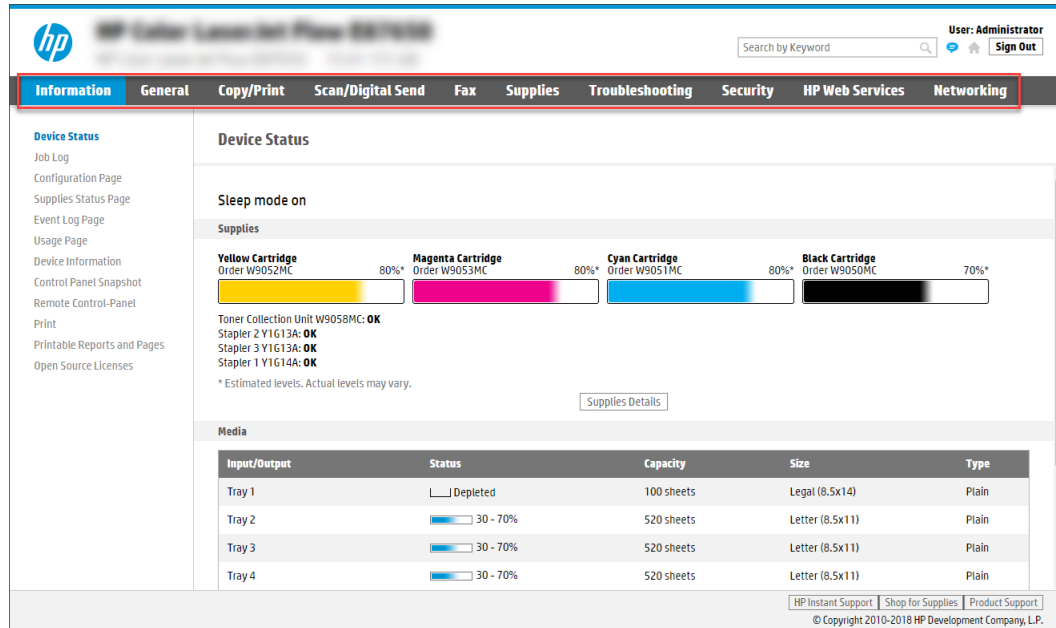 hp
User: Administrator
Search by Keyword
Sign Out
Information General Copy/Print Scan/Digital Send Fax Supplies Troubleshooting Security HP Web Services Networking
Device Status
Job Log
Configuration Page
Supplies Status Page
Event Log Page
Usage Page
Device Information
Control Panel Snapshot
Remote Control-Panel
Print
Printable Reports and Pages
Open Source Licenses
Device Status
Sleep mode on
Supplies
Yellow Cartridge Magenta Cartridge Cyan Cartridge Black Cartridge
Order W9052MC 80%* Order W9053MC 80%* Order W9051MC 80%* Order W9050MC 70%*
Toner Collection Unit W9058MC: OK
Stapler 2 Y1G13A: OK
Stapler 3 Y1G13A: OK
Stapler 1 Y1G14A: OK
* Estimated levels. Actual levels may vary.
Supplies Details
Media
Input/Output Status Capacity Size Type
Tray 1 Depleted 100 sheets Legal (8.5x14) Plain
Tray 2 30 - 70% 520 sheets Letter (8.5x11) Plain
Tray 3 30 - 70% 520 sheets Letter (8.5x11) Plain
Tray 4 30 - 70% 520 sheets Letter (8.5x11) Plain
HP Instant Support Shop for Supplies Product Support
© Copyright 2010-2018 HP Development Company, L.P.